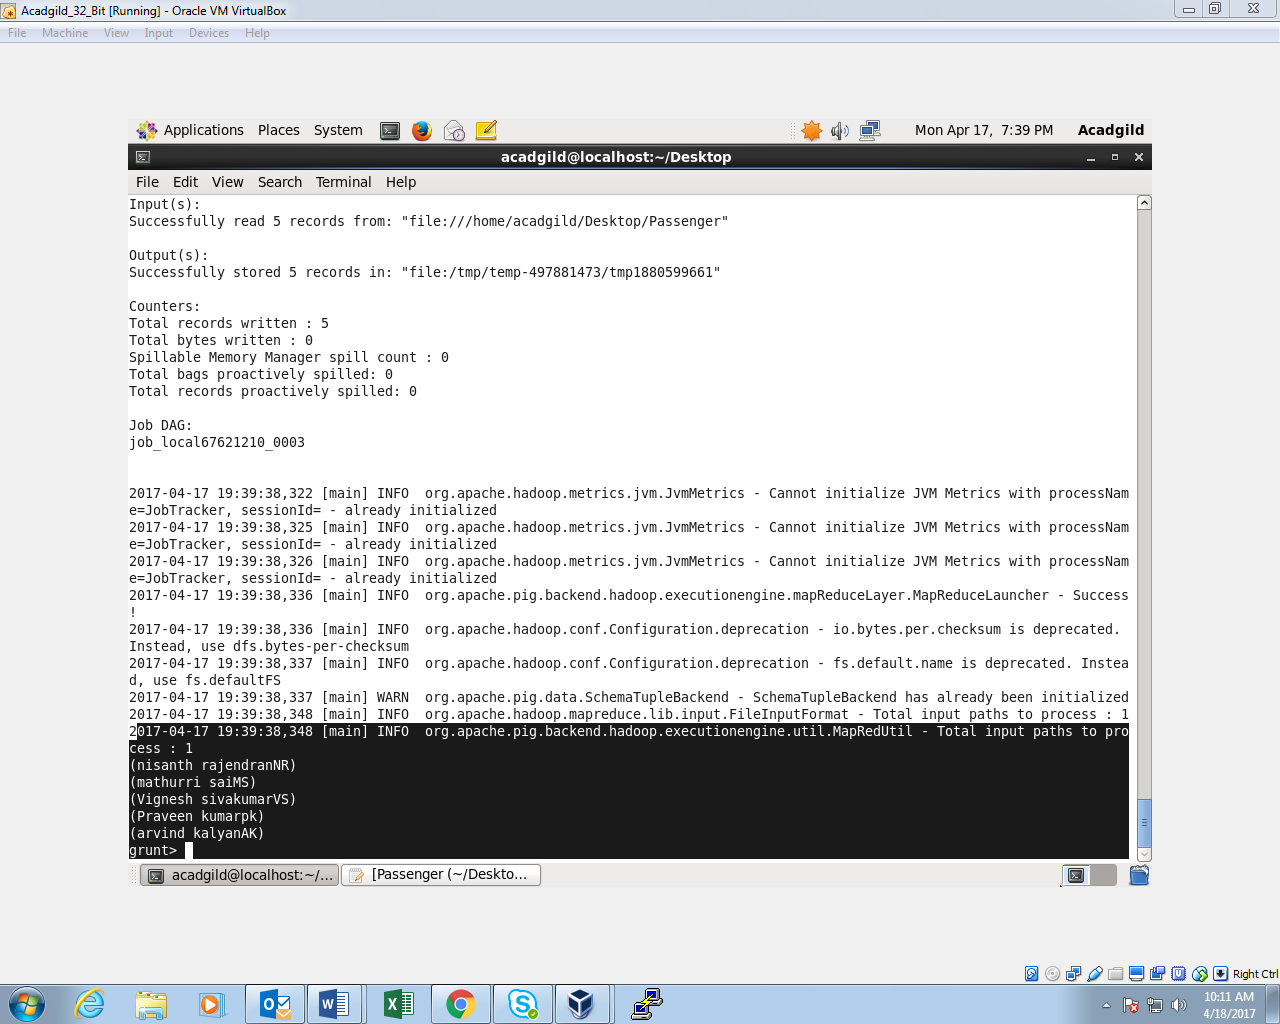 Acadgild_32_Bit [Running] - Oracle VM VirtualBox
File Machine View Input Devices Help
Applications Places System Mon Apr 17, 7:39 PM Acadgild
acadgild@localhost:~/Desktop
File Edit View Search Terminal Help
Input(s):
Successfully read 5 records from: "file:///home/acadgild/Desktop/Passenger"
Output(s):
Successfully stored 5 records in: "file:/tmp/temp-497881473/tmp1880599661"
Counters:
Total records written : 5
Total bytes written : 0
Spillable Memory Manager spill count : 0
Total bags proactively spilled: 0
Total records proactively spilled: 0
Job DAG:
job_local67621210_0003
2017-04-17 19:39:38,322 [main] INFO  org.apache.hadoop.metrics.jvm.JvmMetrics - Cannot initialize JVM Metrics with processNam
e=JobTracker, sessionId= - already initialized
2017-04-17 19:39:38,325 [main] INFO  org.apache.hadoop.metrics.jvm.JvmMetrics - Cannot initialize JVM Metrics with processNam
e=JobTracker, sessionId= - already initialized
2017-04-17 19:39:38,326 [main] INFO  org.apache.hadoop.metrics.jvm.JvmMetrics - Cannot initialize JVM Metrics with processNam
e=JobTracker, sessionId= - already initialized
2017-04-17 19:39:38,336 [main] INFO  org.apache.pig.backend.hadoop.executionengine.mapReduceLayer.MapReduceLauncher - Success
!
2017-04-17 19:39:38,336 [main] INFO  org.apache.hadoop.conf.Configuration.deprecation - io.bytes.per.checksum is deprecated.
Instead, use dfs.bytes-per-checksum
2017-04-17 19:39:38,337 [main] INFO  org.apache.hadoop.conf.Configuration.deprecation - fs.default.name is deprecated. Instea
d, use fs.defaultFS
2017-04-17 19:39:38,337 [main] WARN  org.apache.pig.data.SchemaTupleBackend - SchemaTupleBackend has already been initialized
2017-04-17 19:39:38,348 [main] INFO  org.apache.hadoop.mapreduce.lib.input.FileInputFormat - Total input paths to process : 1
2017-04-17 19:39:38,348 [main] INFO  org.apache.pig.backend.hadoop.executionengine.util.MapRedUtil - Total input paths to pro
cess : 1
(nisanth rajendranNR)
(mathurri saiMS)
(Vignesh sivakumarVS)
(Praveen kumarpk)
(arvind kalyanAK)
grunt>
acadgild@localhost:~/... [Passenger (~/Deskto...
Right Ctrl
10:11 AM
4/18/2017